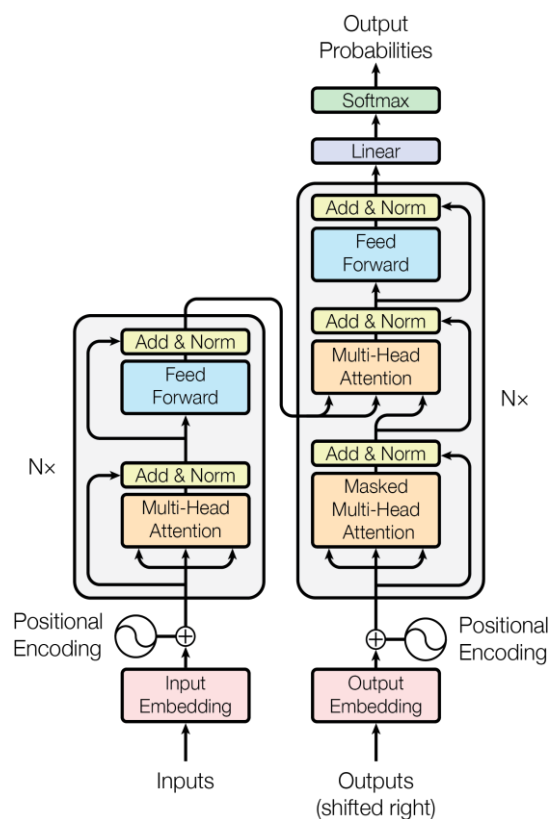 Output
Probabilities
Softmax
Linear
Add & Norm
Feed
Forward
Add & Norm
Multi-Head
Attention
Add & Norm
Masked
Multi-Head
Attention
N×
Add & Norm
Feed
Forward
Add & Norm
Multi-Head
Attention
N×
Positional
Encoding
Positional
Encoding
Input
Embedding
Output
Embedding
Inputs
Outputs
(shifted right)